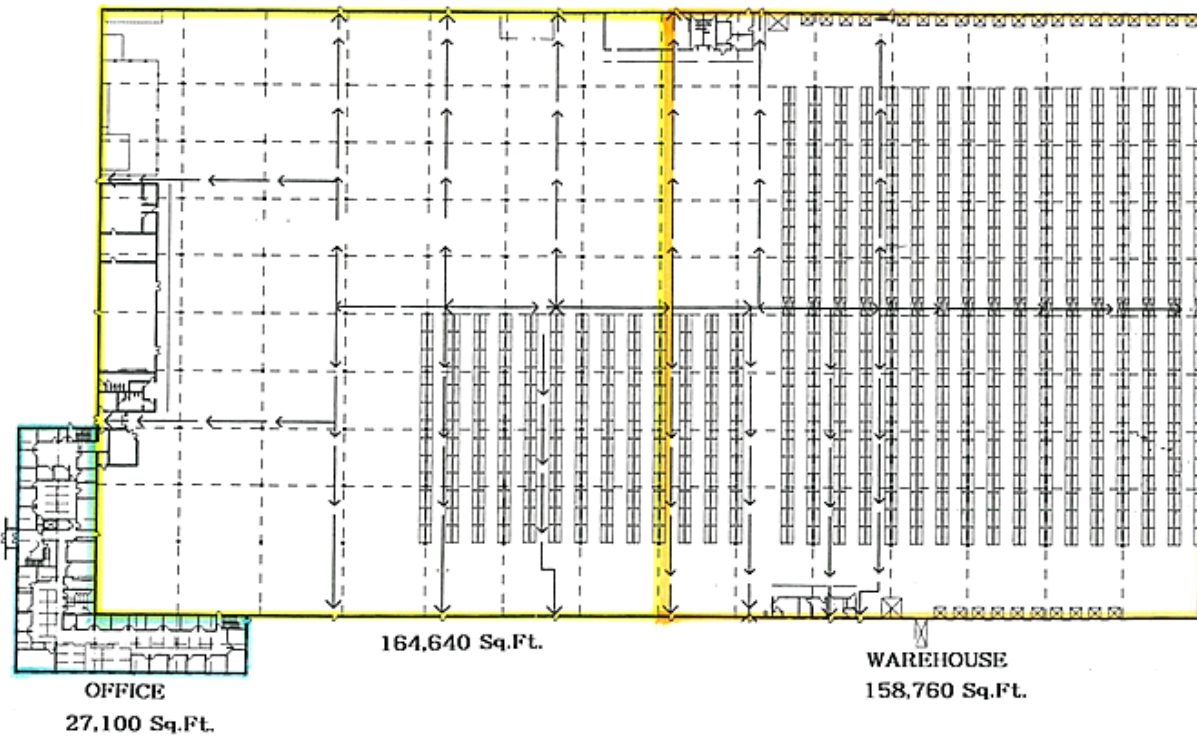 164,640 Sq.Ft.
OFFICE
27,100 Sq.Ft.
WAREHOUSE
158,760 Sq.Ft.